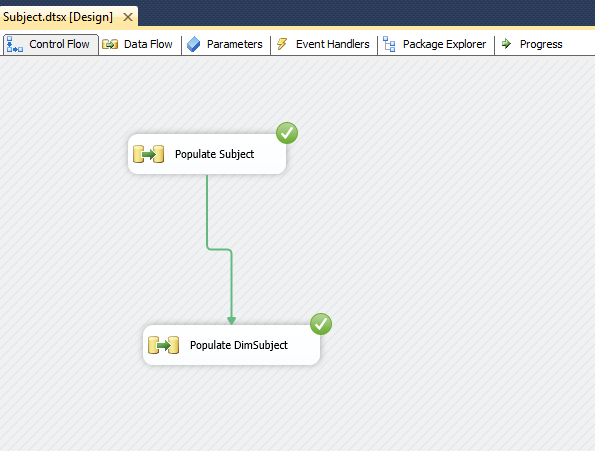 Subject.dtsx [Design]
Control Flow Data Flow Parameters Event Handlers Package Explorer Progress
Populate Subject
Populate DimSubject